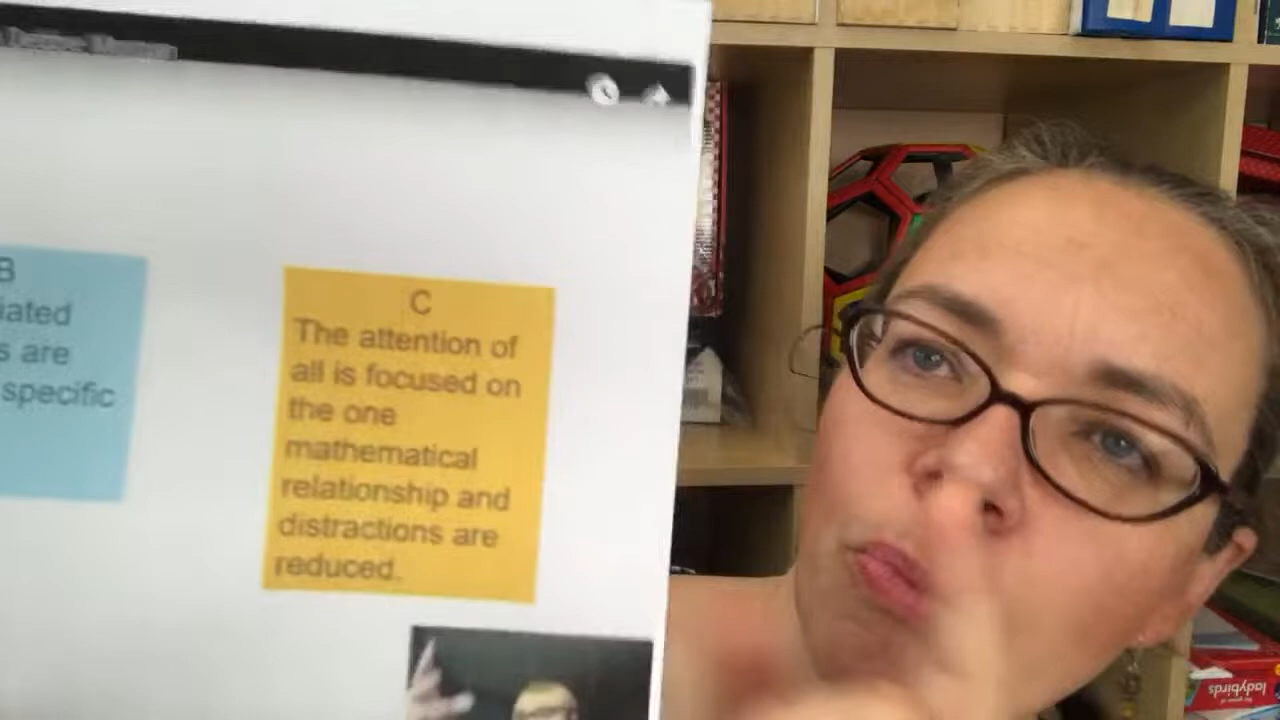 B
iated
s are
specific
C
The attention of
all is focused on
the one
mathematical
relationship and
distractions are
reduced.
ladybirds